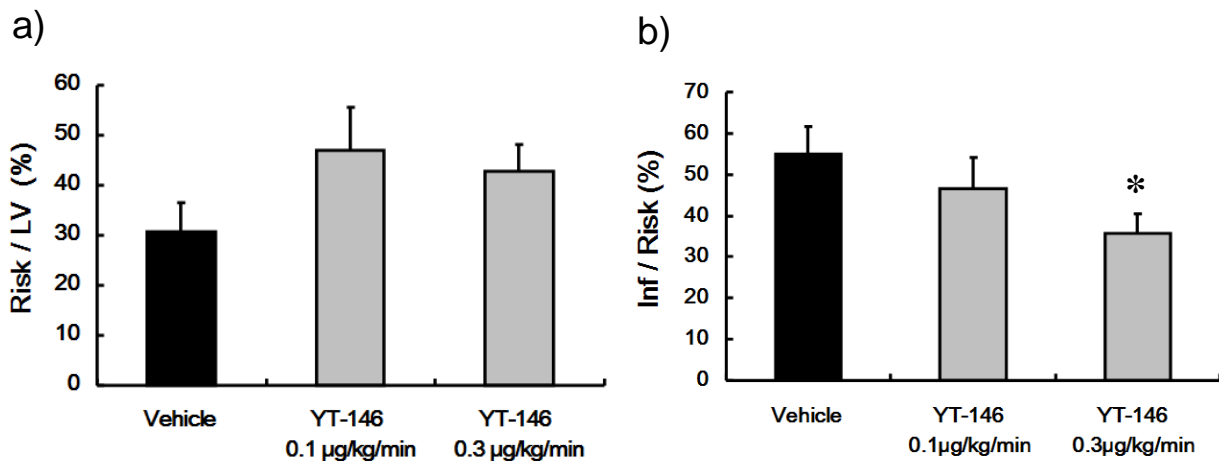 a)
Risk / LV (%)
60
50
40
30
20
10
0
Vehicle
YT-146
0.1 µg/kg/min
YT-146
0.3 µg/kg/min
b)
Inf / Risk (%)
70
60
50
40
30
20
10
0
*
Vehicle
YT-146
0.1µg/kg/min
YT-146
0.3µg/kg/min